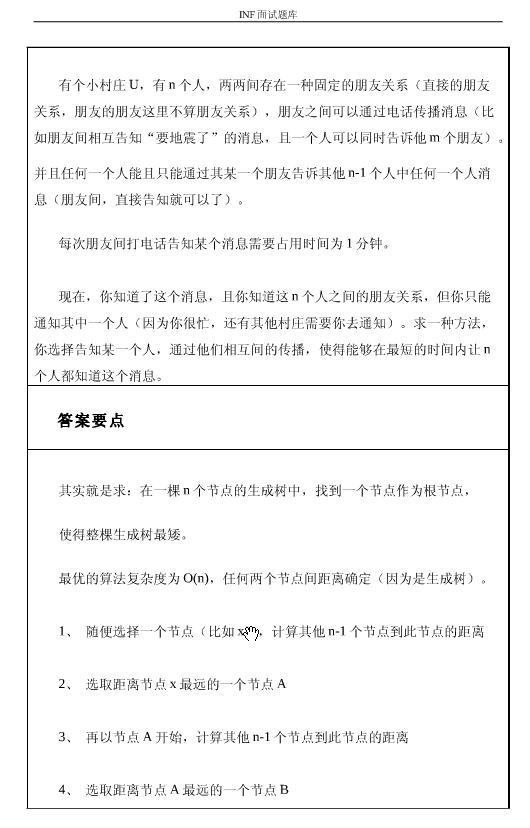 INF 面试题库
有个小村庄 U，有 n 个人，两两间存在一种固定的朋友关系（直接的朋友
关系，朋友的朋友这里不算朋友关系），朋友之间可以通过电话传播消息（比
如朋友间相互告知“要地震了”的消息，且一个人可以同时告诉他 m 个朋友）。
并且任何一个人能且只能通过其某一个朋友告诉其他 n-1 个人中任何一个人消
息（朋友间，直接告知就可以了）。
每次朋友间打电话告知某个消息需要占用时间为 1 分钟。
现在，你知道了这个消息，且你知道这 n 个人之间的朋友关系，但你只能
通知其中一个人（因为你很忙，还有其他村庄需要你去通知）。求一种方法，
你选择告知某一个人，通过他们相互间的传播，使得能够在最短的时间内让 n
个人都知道这个消息。
答案要点
其实就是求：在一棵 n 个节点的生成树中，找到一个节点作为根节点，
使得整棵生成树最矮。
最优的算法复杂度为 O(n)，任何两个节点间距离确定（因为是生成树）。
1、 随便选择一个节点（比如 x，计算其他 n-1 个节点到此节点的距离
2、 选取距离节点 x 最远的一个节点 A
3、 再以节点 A 开始，计算其他 n-1 个节点到此节点的距离
4、 选取距离节点 A 最远的一个节点 B